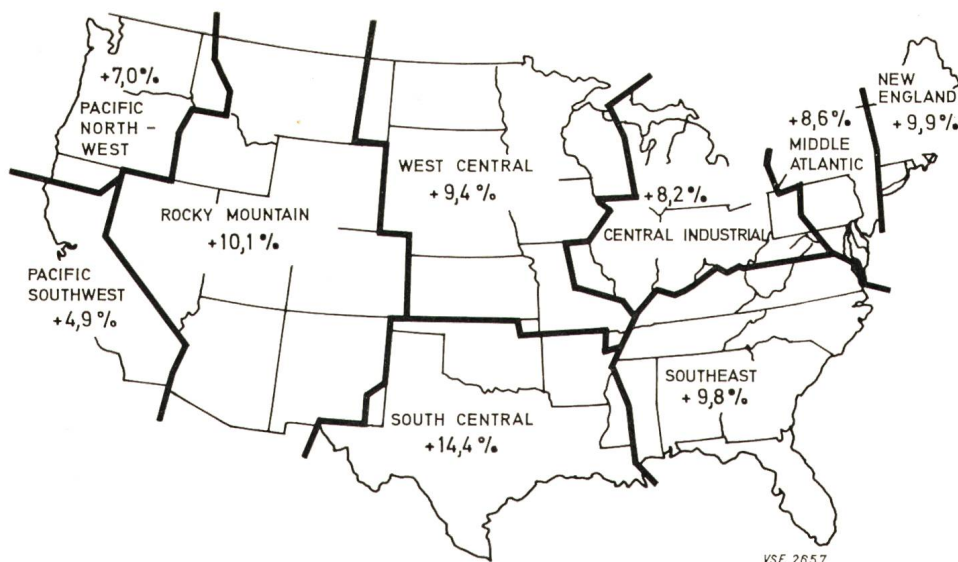 +7,0%
PACIFIC
NORTH -
WEST
ROCKY MOUNTAIN
+10,1%
PACIFIC
SOUTHWEST
+4,9%
WEST CENTRAL
+9,4%
SOUTH CENTRAL
+14,4%
+8,2%
CENTRAL INDUSTRIAL
+8,6%
MIDDLE
ATLANTIC
NEW
ENGLAND
+9,9%
SOUTHEAST
+9,8%
VSE 2657